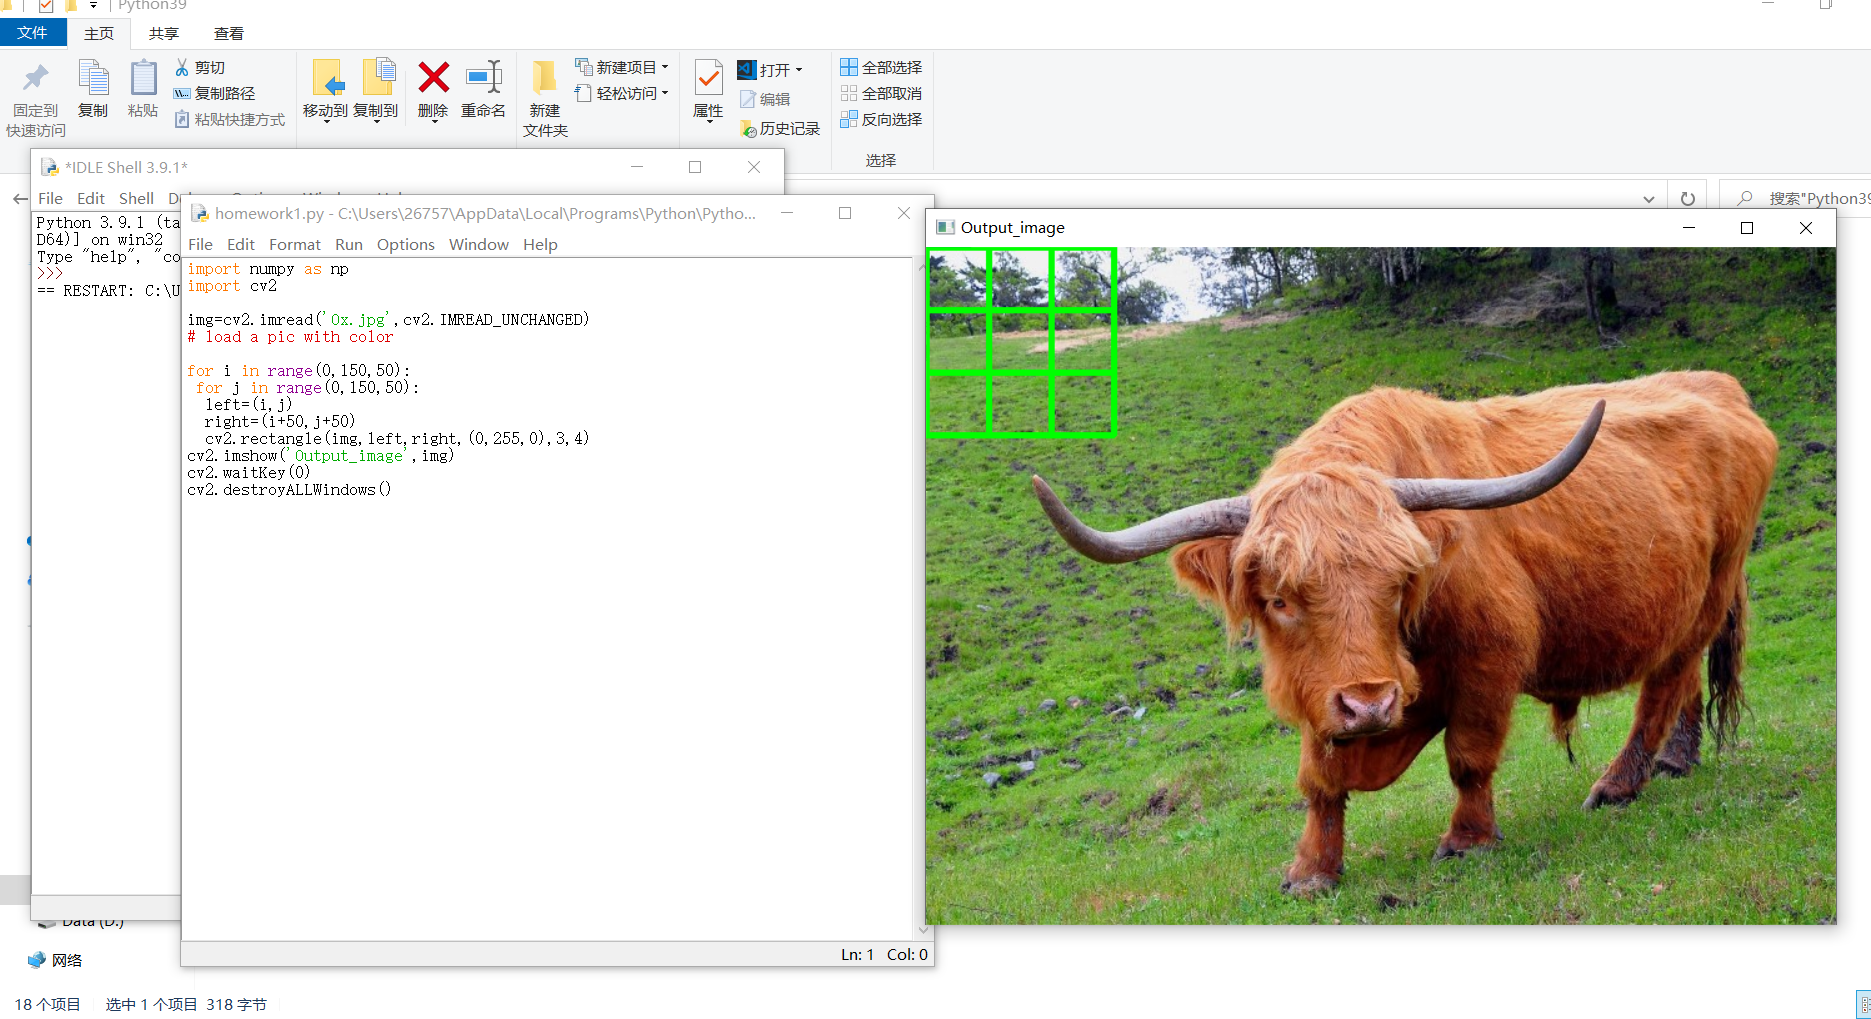 Python39
文件 主页 共享 查看
固定到
快速访问
复制
粘贴
剪切
复制路径
粘贴快捷方式
移动到 复制到
删除 重命名
新建
文件夹
新建项目
轻松访问
属性
打开
编辑
历史记录
全部选择
全部取消
反向选择
选择
搜索"Python39
*IDLE Shell 3.9.1*
File Edit Shell
Python 3.9.1 (ta
D64)] on win32
Type "help", "co
>>>
== RESTART: C:\U
homework1.py - C:\Users\26757\AppData\Local\Programs\Python\Pytho...
File Edit Format Run Options Window Help
import numpy as np
import cv2
img=cv2.imread('Ox.jpg',cv2.IMREAD_UNCHANGED)
# load a pic with color
for i in range(0,150,50):
 for j in range(0,150,50):
  left=(i,j)
  right=(i+50,j+50)
  cv2.rectangle(img,left,right,(0,255,0),3,4)
cv2.imshow('Output_image',img)
cv2.waitKey(0)
cv2.destroyALLWindows()
Ln: 1 Col: 0
Output_image
Data (D:)
网络
18 个项目 选中 1 个项目 318 字节